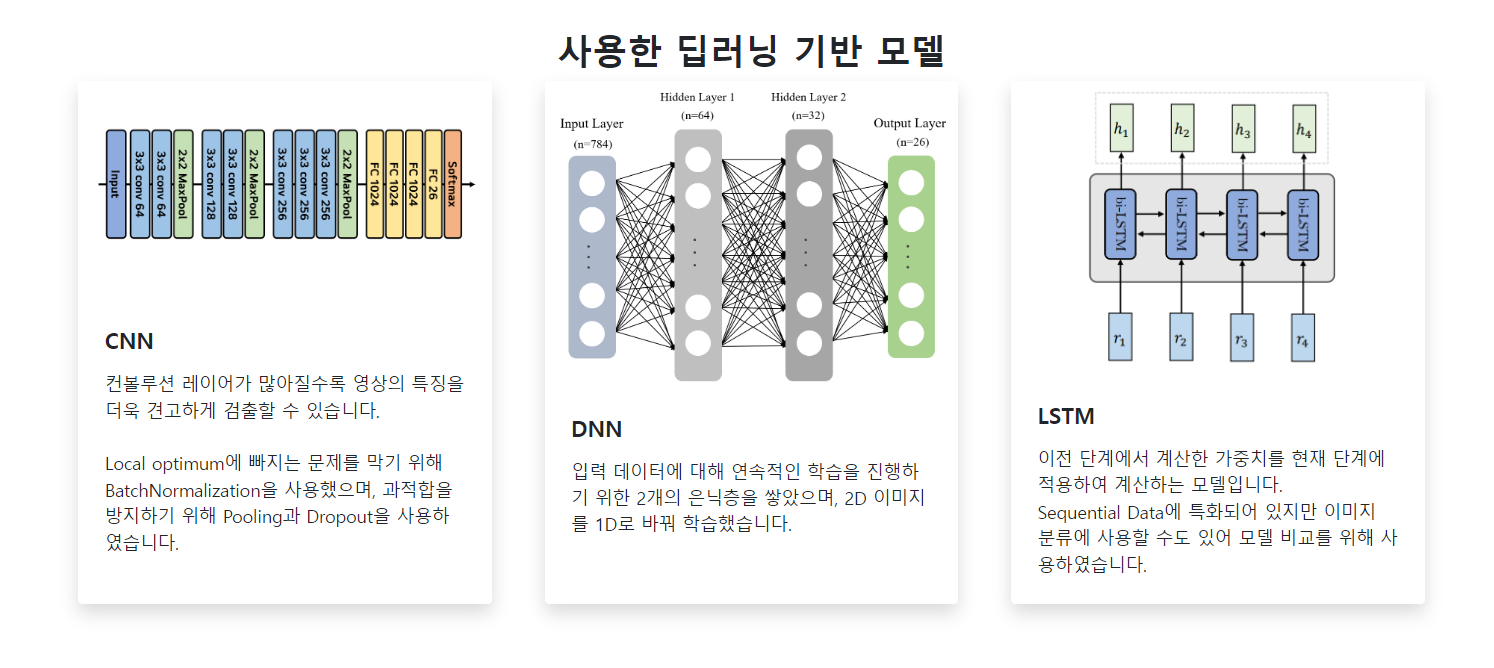 사용한 딥러닝 기반 모델
Input
3x3 conv 64
3x3 conv 64
2x2 MaxPool
3x3 conv 128
3x3 conv 128
2x2 MaxPool
3x3 conv 256
3x3 conv 256
3x3 conv 256
2x2 MaxPool
FC 1024
FC 1024
FC 1024
FC 26
Softmax
CNN
컨볼루션 레이어가 많아질수록 영상의 특징을
더욱 견고하게 검출할 수 있습니다.
Local optimum에 빠지는 문제를 막기 위해
BatchNormalization을 사용했으며, 과적합을
방지하기 위해 Pooling과 Dropout을 사용하
였습니다.
Input Layer
(n=784)
Hidden Layer 1
(n=64)
Hidden Layer 2
(n=32)
Output Layer
(n=26)
DNN
입력 데이터에 대해 연속적인 학습을 진행하
기 위한 2개의 은닉층을 쌓았으며, 2D 이미지
를 1D로 바꿔 학습했습니다.
h1
h2
h3
h4
bi-LSTM
bi-LSTM
bi-LSTM
bi-LSTM
r1
r2
r3
r4
LSTM
이전 단계에서 계산한 가중치를 현재 단계에
적용하여 계산하는 모델입니다.
Sequential Data에 특화되어 있지만 이미지
분류에 사용할 수도 있어 모델 비교를 위해 사
용하였습니다.